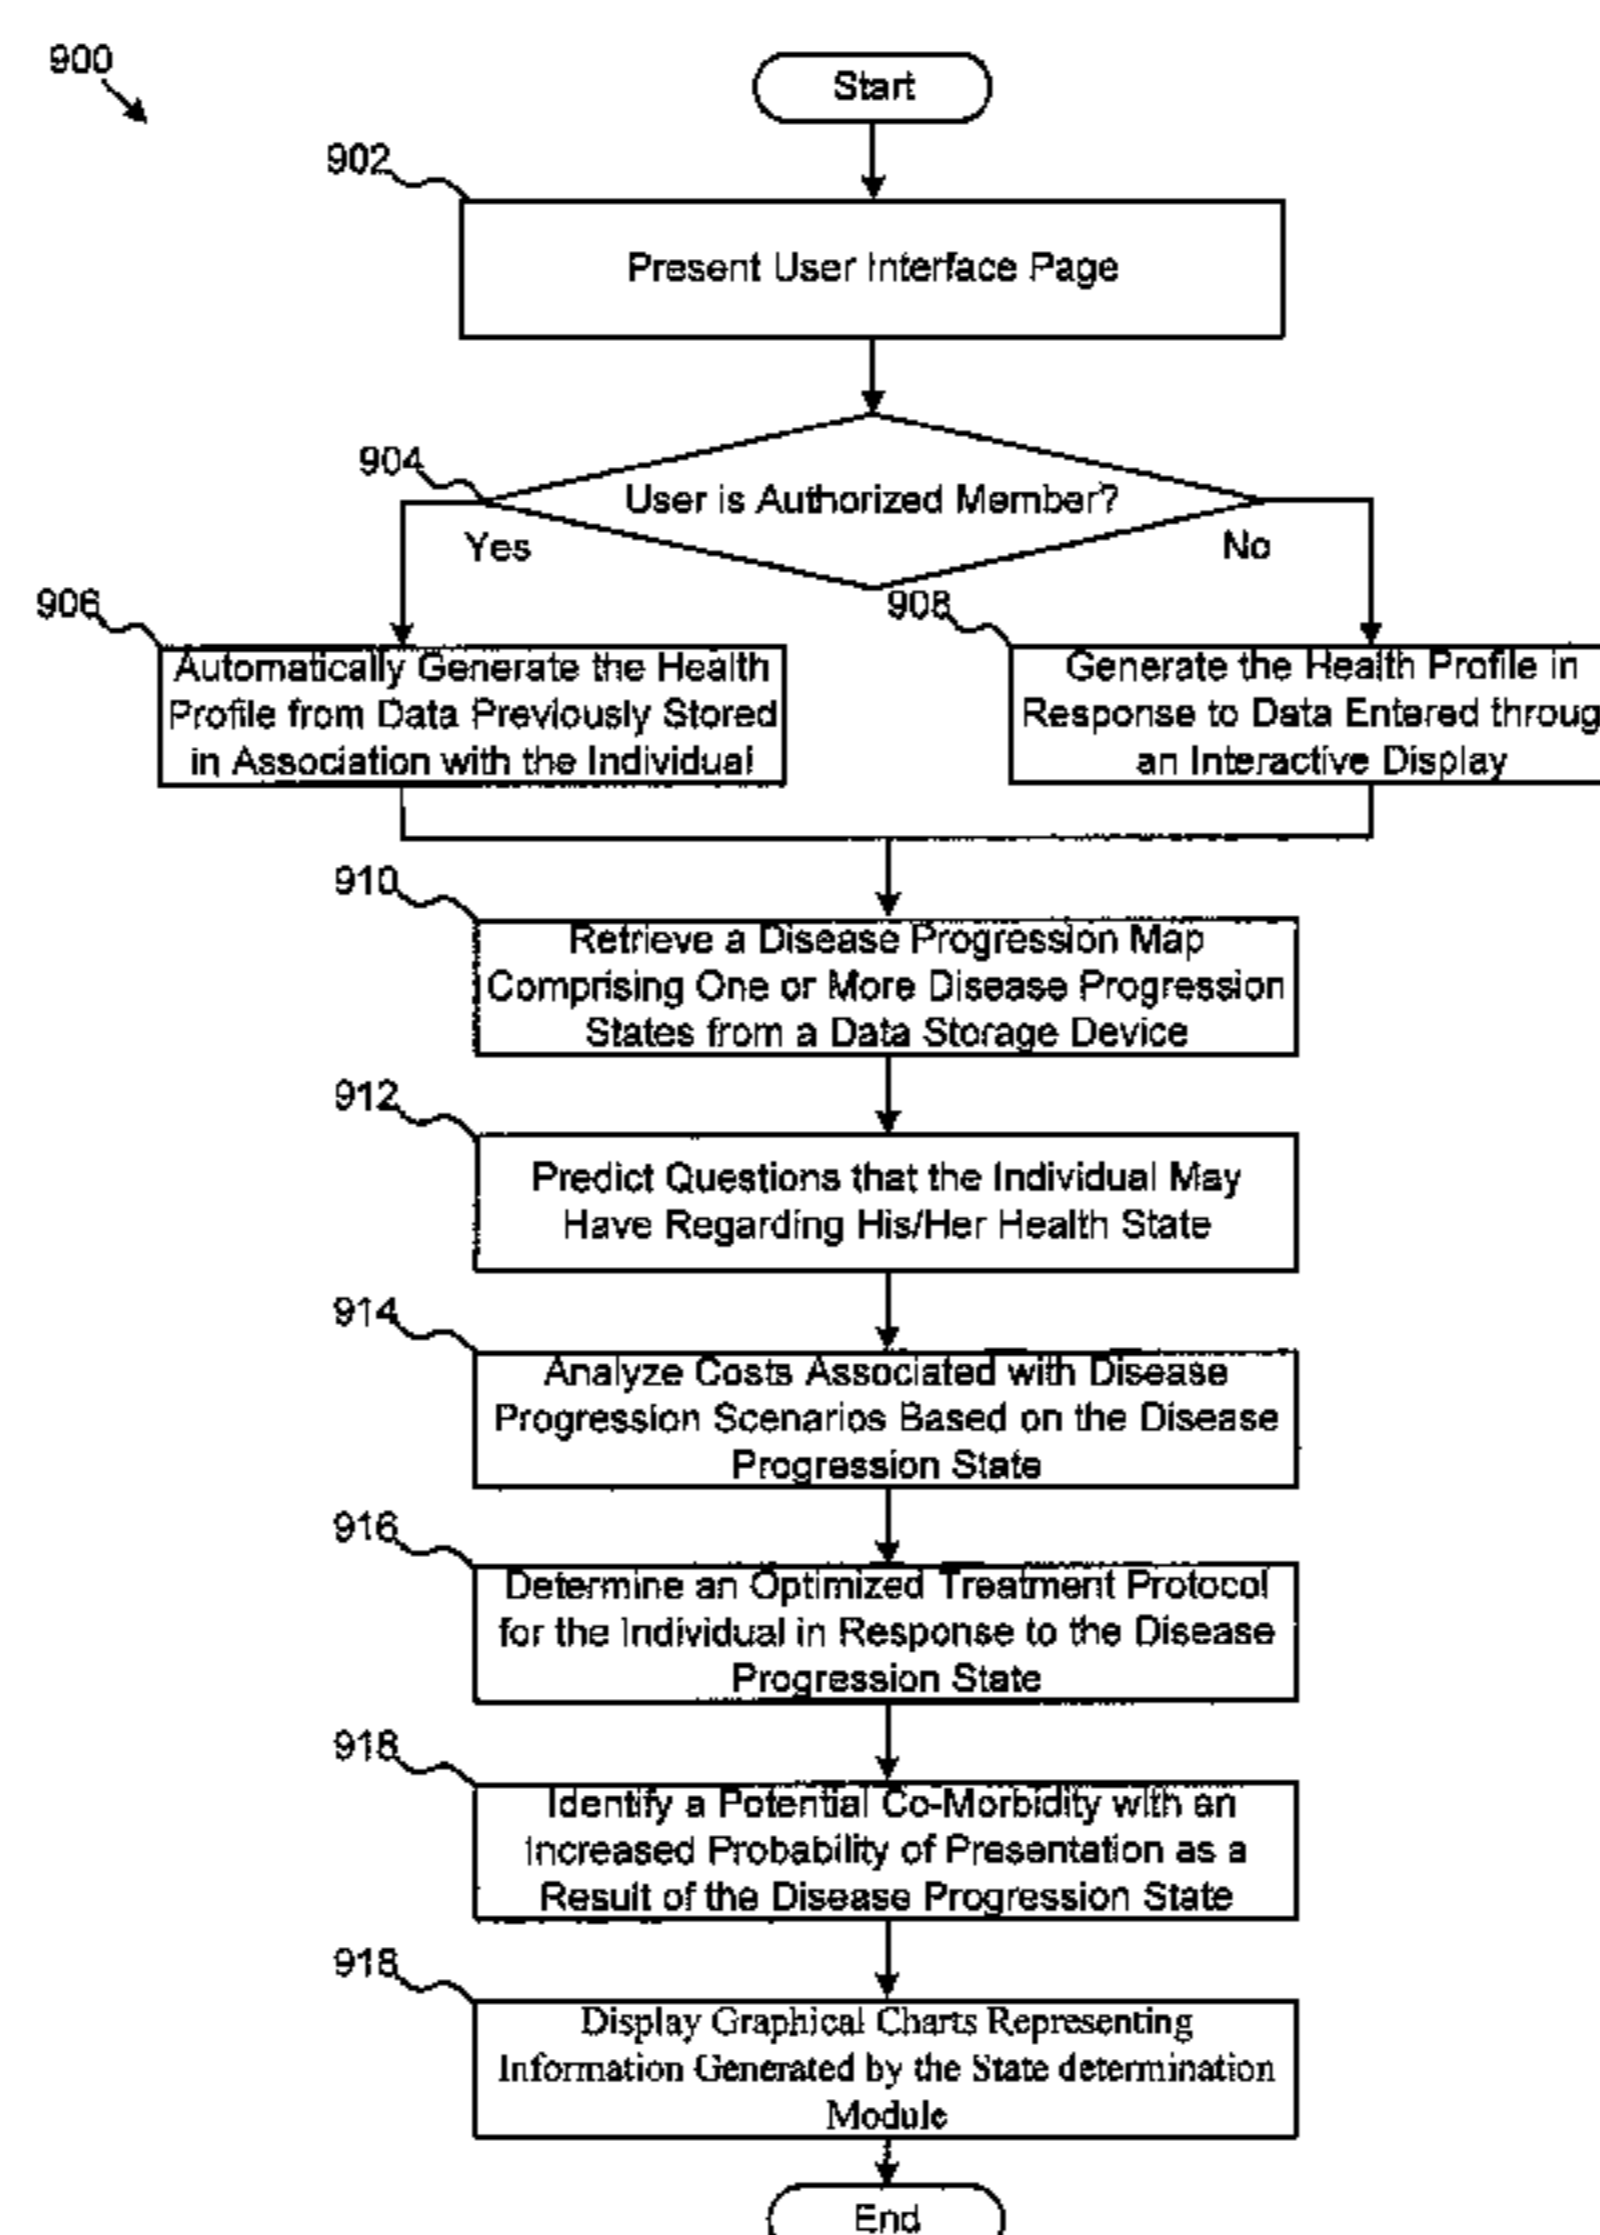 900
Start
902
Present User Interface Page
904
User is Authorized Member?
Yes
No
906
Automatically Generate the Health
Profile from Data Previously Stored
in Association with the Individual
908
Generate the Health Profile in
Response to Data Entered throug
an Interactive Display
910
Retrieve a Disease Progression Map
Comprising One or More Disease Progression
States from a Data Storage Device
912
Predict Questions that the Individual May
Have Regarding His/Her Health State
914
Analyze Costs Associated with Disease
Progression Scenarios Based on the Disease
Progression State
916
Determine an Optimized Treatment Protocol
for the Individual in Response to the Disease
Progression State
918
Identify a Potential Co-Morbidity with an
Increased Probability of Presentation as a
Result of the Disease Progression State
918
Display Graphical Charts Representing
Information Generated by the State determination
Module
End